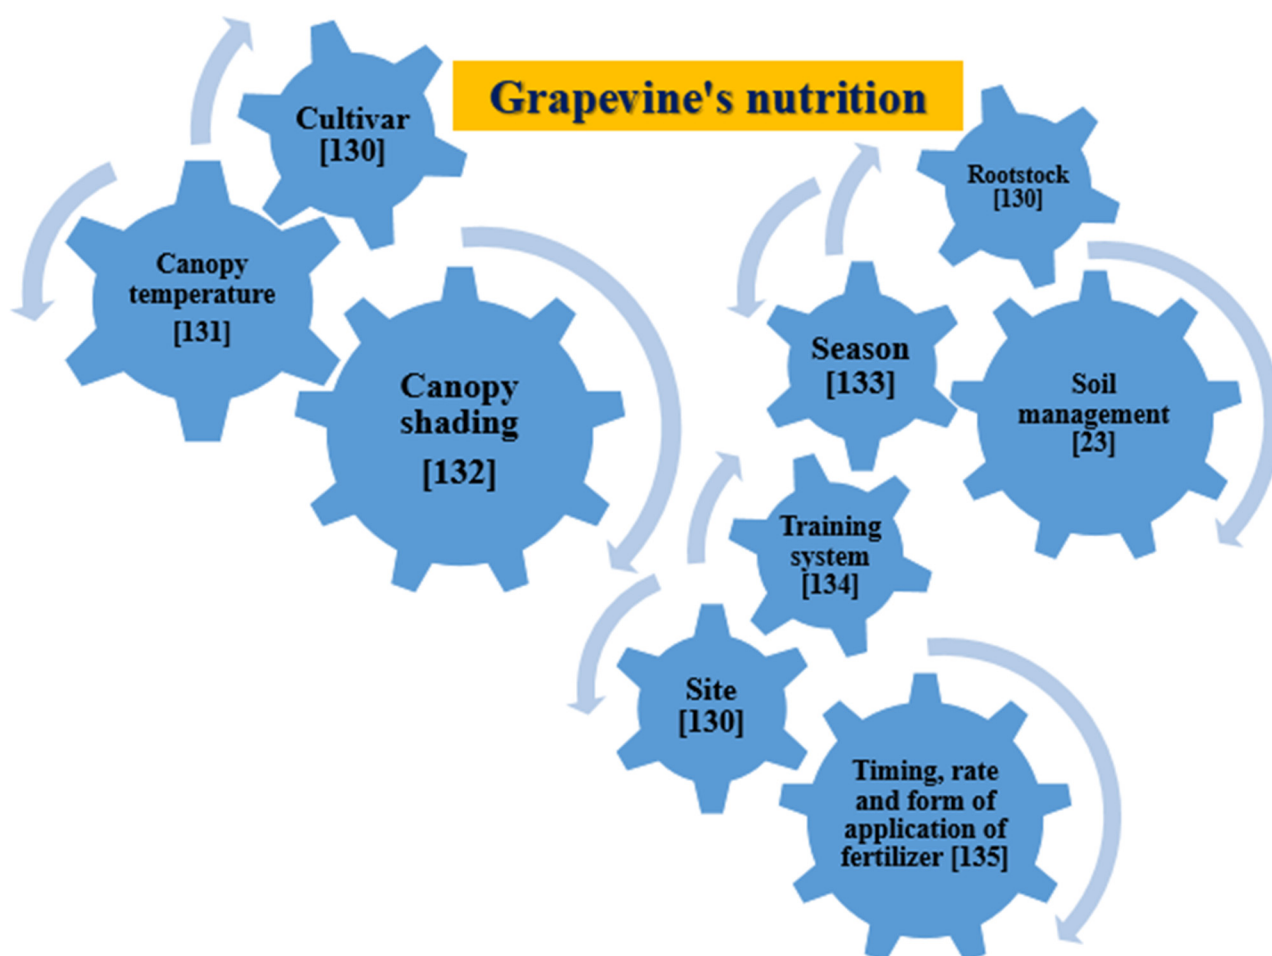 Grapevine's nutrition
Cultivar
[130]
Canopy
temperature
[131]
Canopy
shading
[132]
Rootstock
[130]
Season
[133]
Soil
management
[23]
Training
system
[134]
Site
[130]
Timing, rate
and form of
application of
fertilizer [135]